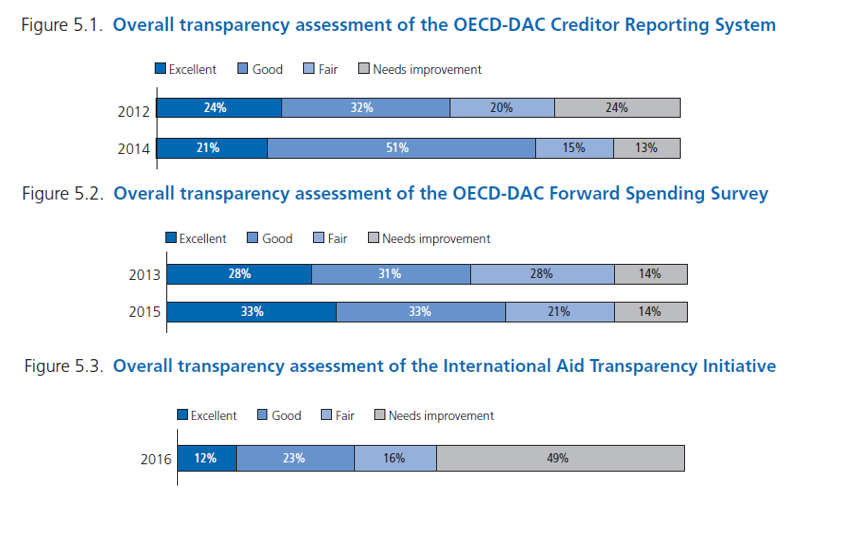 Figure 5.1. Overall transparency assessment of the OECD-DAC Creditor Reporting System
Excellent Good Fair Needs improvement
2012 24% 32% 20% 24%
2014 21% 51% 15% 13%
Figure 5.2. Overall transparency assessment of the OECD-DAC Forward Spending Survey
Excellent Good Fair Needs improvement
2013 28% 31% 28% 14%
2015 33% 33% 21% 14%
Figure 5.3. Overall transparency assessment of the International Aid Transparency Initiative
Excellent Good Fair Needs improvement
2016 12% 23% 16% 49%